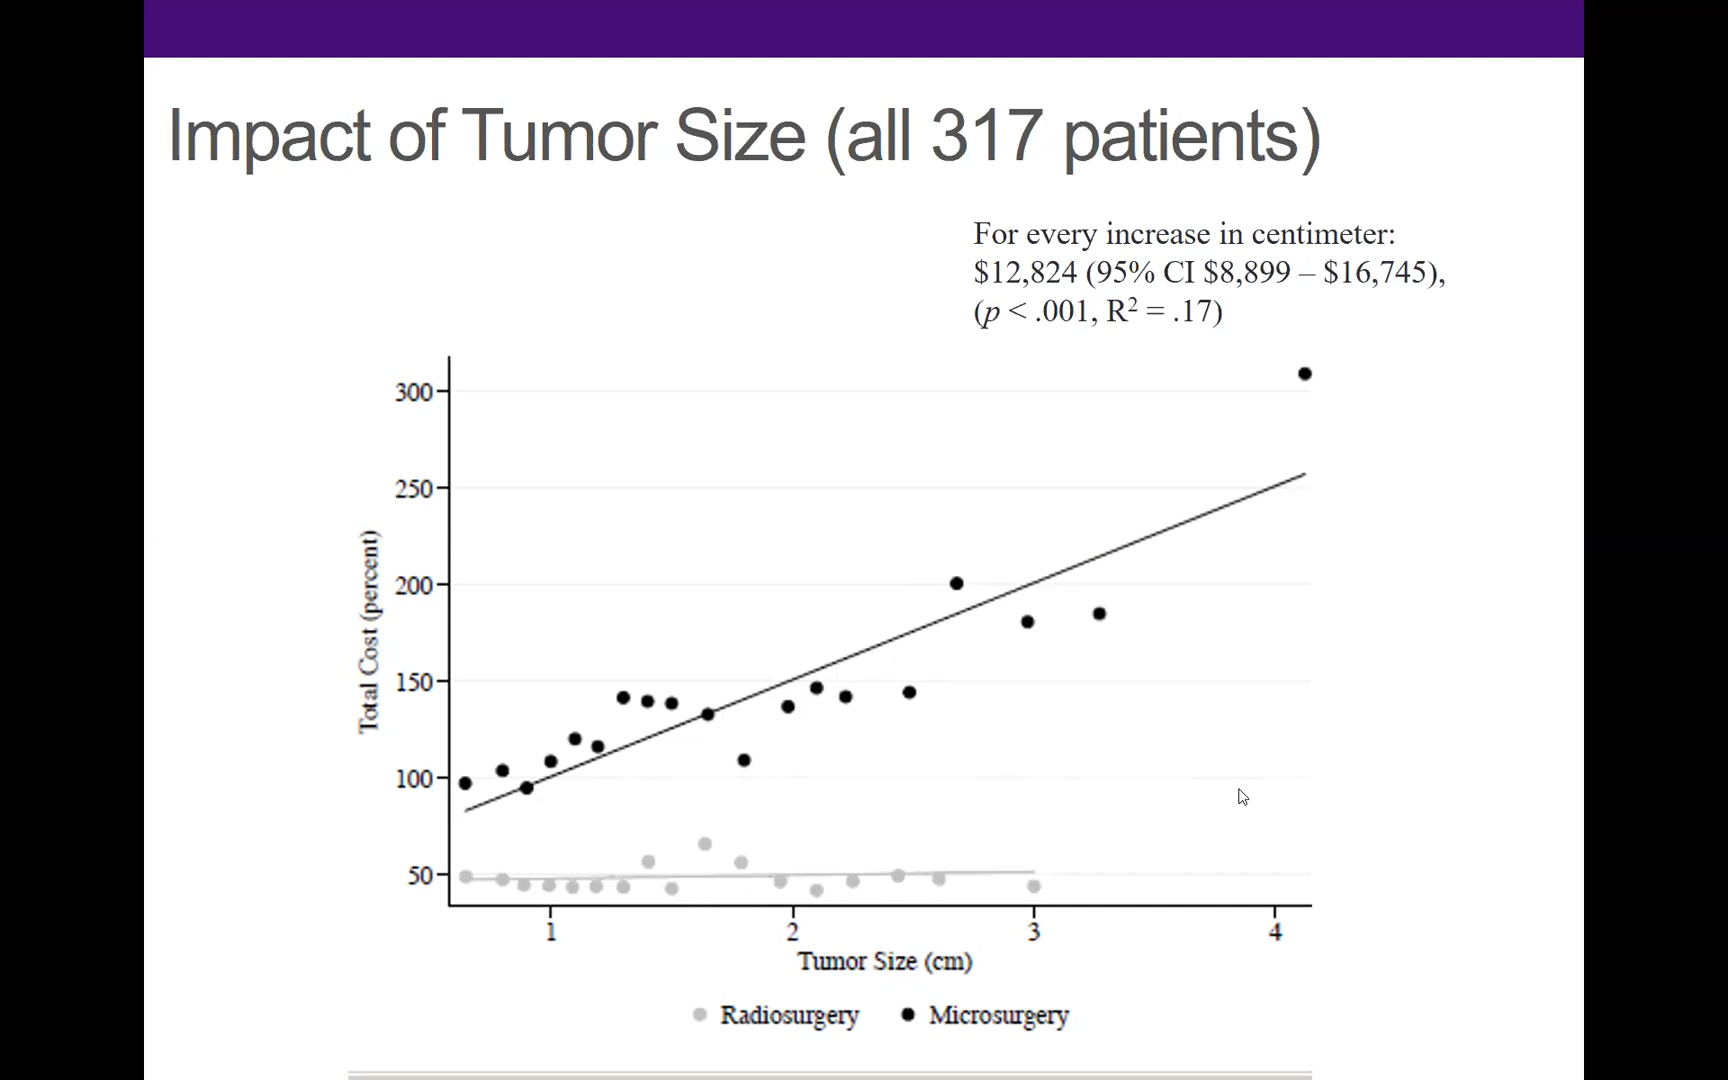 Impact of Tumor Size (all 317 patients)
For every increase in centimeter:
$12,824 (95% CI $8,899 – $16,745),
(p < .001, R² = .17)
300
250
200
150
100
50
Total Cost (percent)
1 2 3 4
Tumor Size (cm)
Radiosurgery Microsurgery